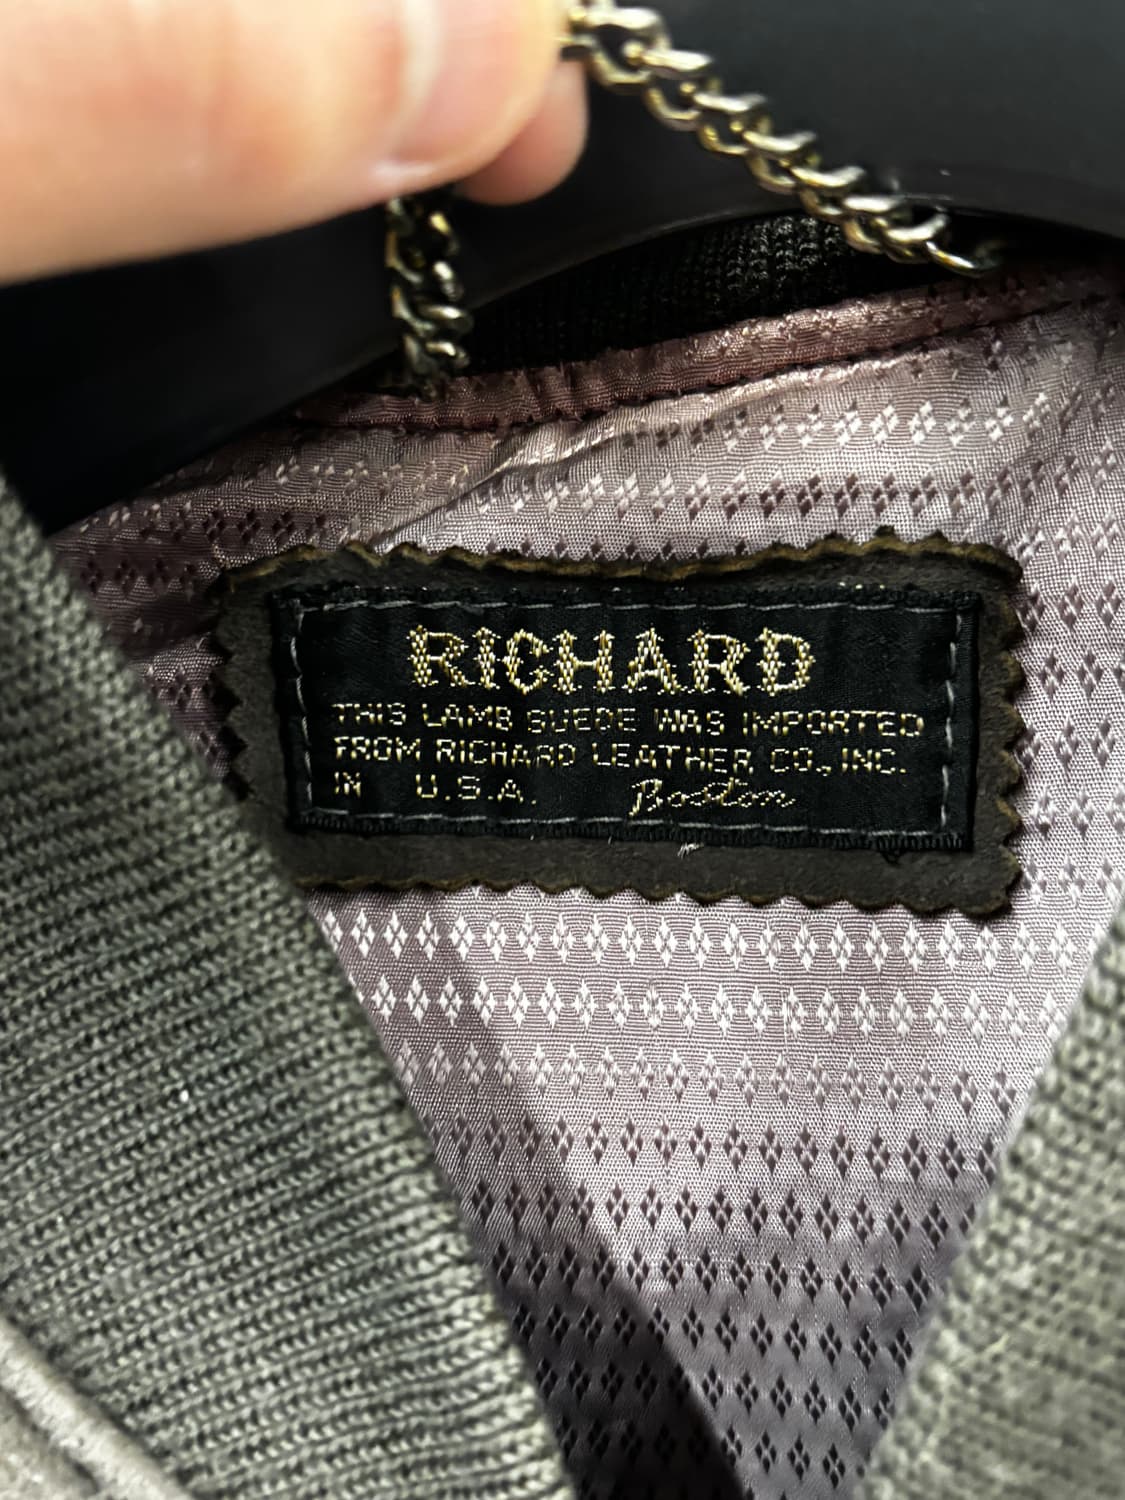 RICHARD
THIS LAMB SUEDE WAS IMPORTED
FROM RICHARD LEATHER CO., INC.
IN U.S.A. Boston